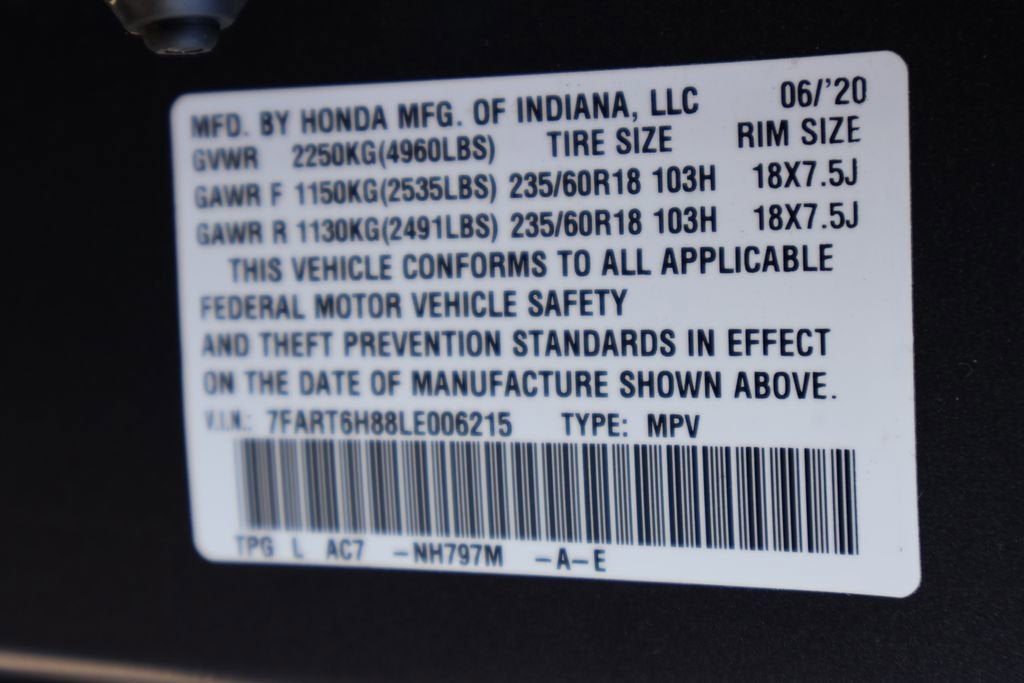 MFD. BY HONDA MFG. OF INDIANA, LLC 06/'20
GVWR 2250KG(4960LBS) TIRE SIZE RIM SIZE
GAWR F 1150KG(2535LBS) 235/60R18 103H 18X7.5J
GAWR R 1130KG(2491LBS) 235/60R18 103H 18X7.5J
THIS VEHICLE CONFORMS TO ALL APPLICABLE
FEDERAL MOTOR VEHICLE SAFETY
AND THEFT PREVENTION STANDARDS IN EFFECT
ON THE DATE OF MANUFACTURE SHOWN ABOVE.
V.I.N.: 7FART6H88LE006215 TYPE: MPV
TPG L AC7 -NH797M -A-E